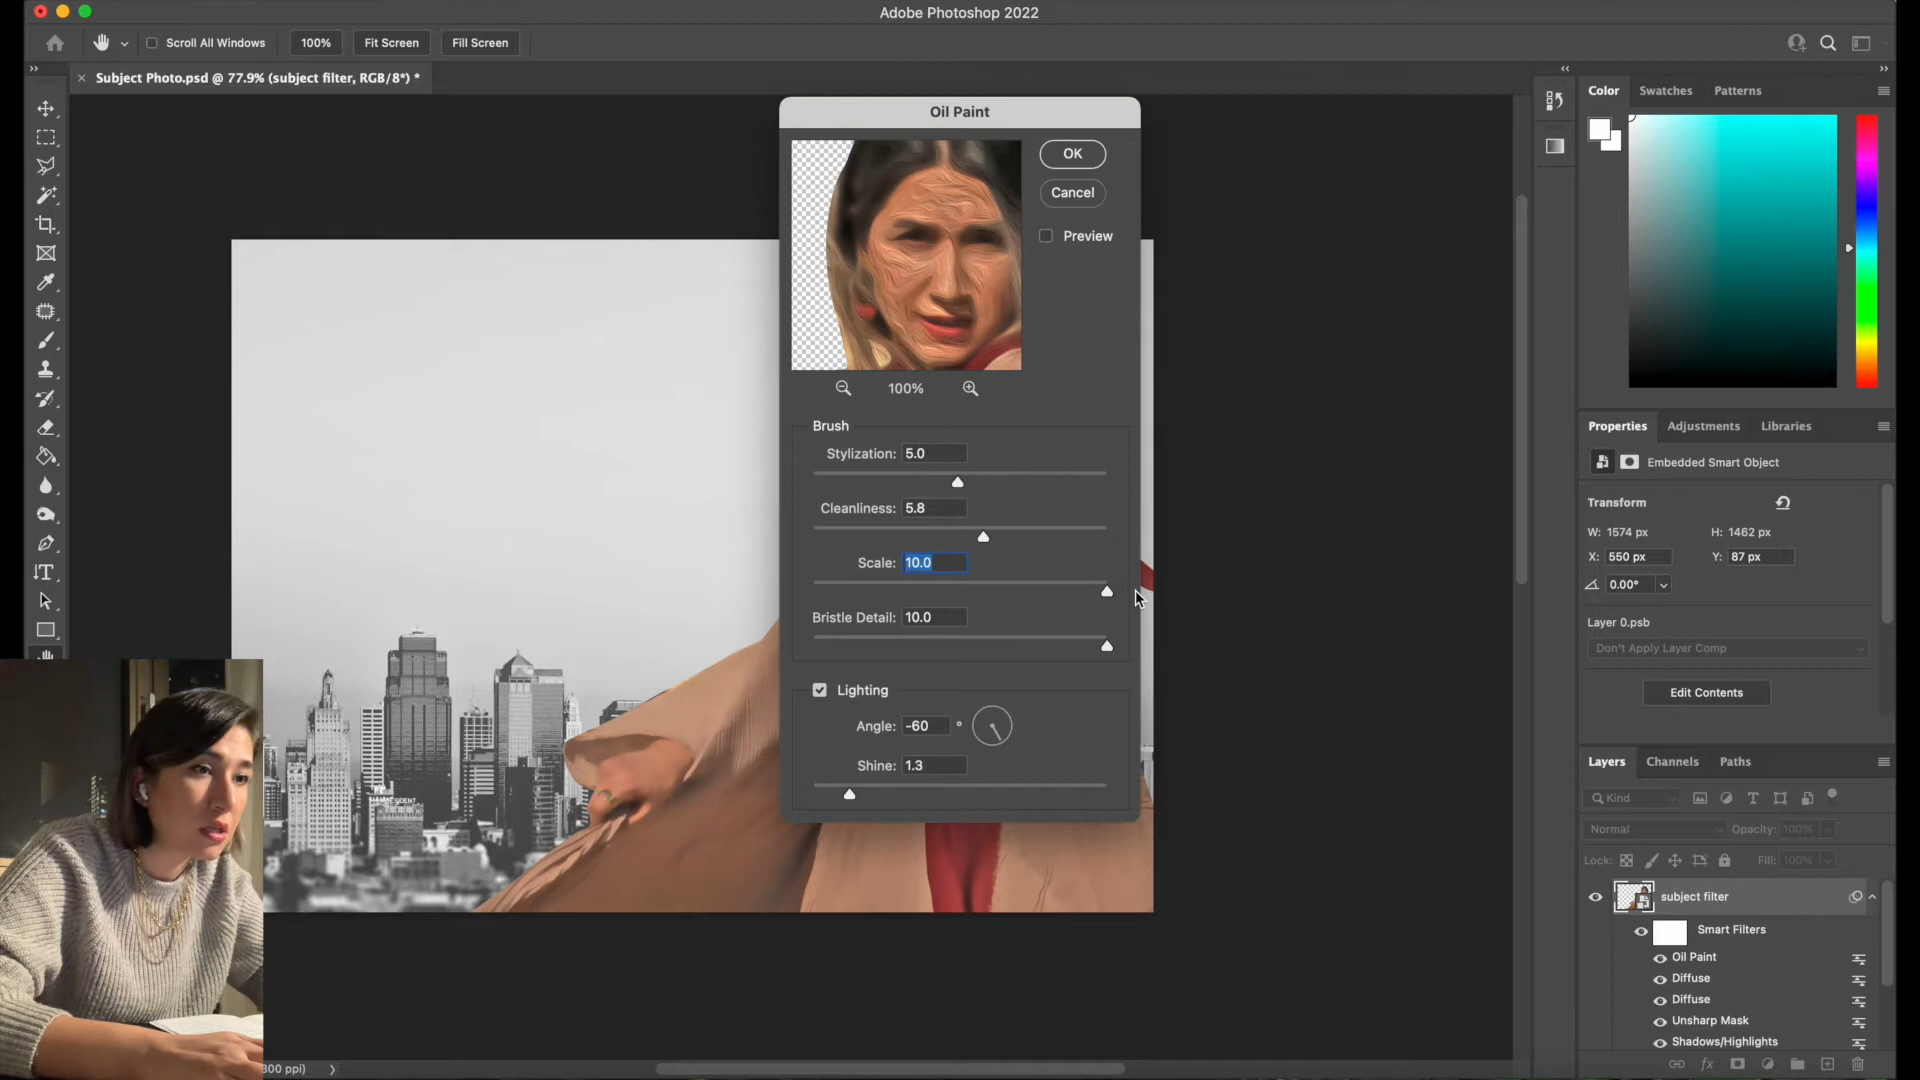 Adobe Photoshop 2022
Scroll All Windows
100%
Fit Screen
Fill Screen
Subject Photo.psd @ 77.9% (subject filter, RGB/8*) *
Oil Paint
OK
Cancel
Preview
100%
Brush
Stylization: 5.0
Cleanliness: 5.8
Scale: 10.0
Bristle Detail: 10.0
Lighting
Angle: -60 °
Shine: 1.3
Color
Swatches
Patterns
Properties
Adjustments
Libraries
Embedded Smart Object
Transform
W: 1574 px
H: 1462 px
X: 550 px
Y: 87 px
0.00°
Layer 0.psb
Don't Apply Layer Comp
Edit Contents
Layers
Channels
Paths
Kind
Normal
Opacity: 100%
Lock:
Fill: 100%
subject filter
Smart Filters
Oil Paint
Diffuse
Diffuse
Unsharp Mask
Shadows/Highlights
300 ppi)